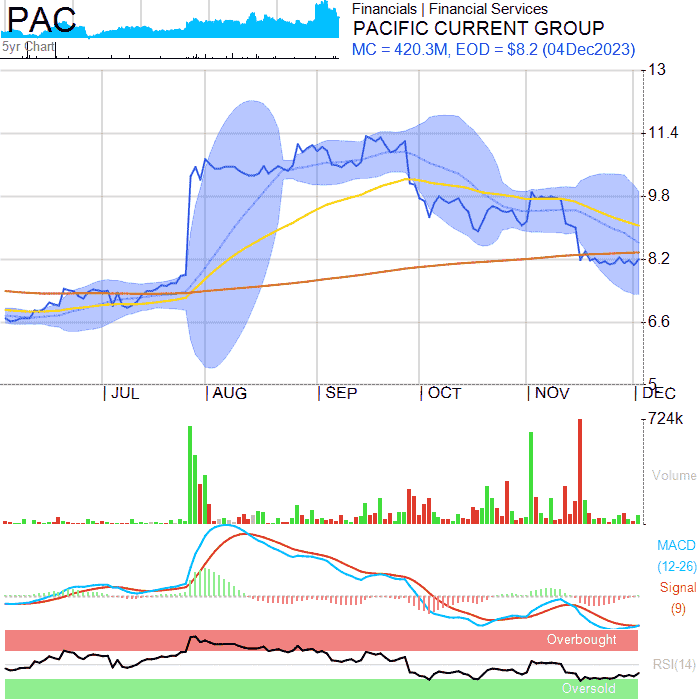 PAC
5yr Chart
Financials | Financial Services
PACIFIC CURRENT GROUP
MC = 420.3M, EOD = $8.2 (04Dec2023)
13
11.4
9.8
8.2
6.6
5
JUL AUG SEP OCT NOV DEC
724k
Volume
MACD
(12-26)
Signal
(9)
Overbought
RSI(14)
Oversold